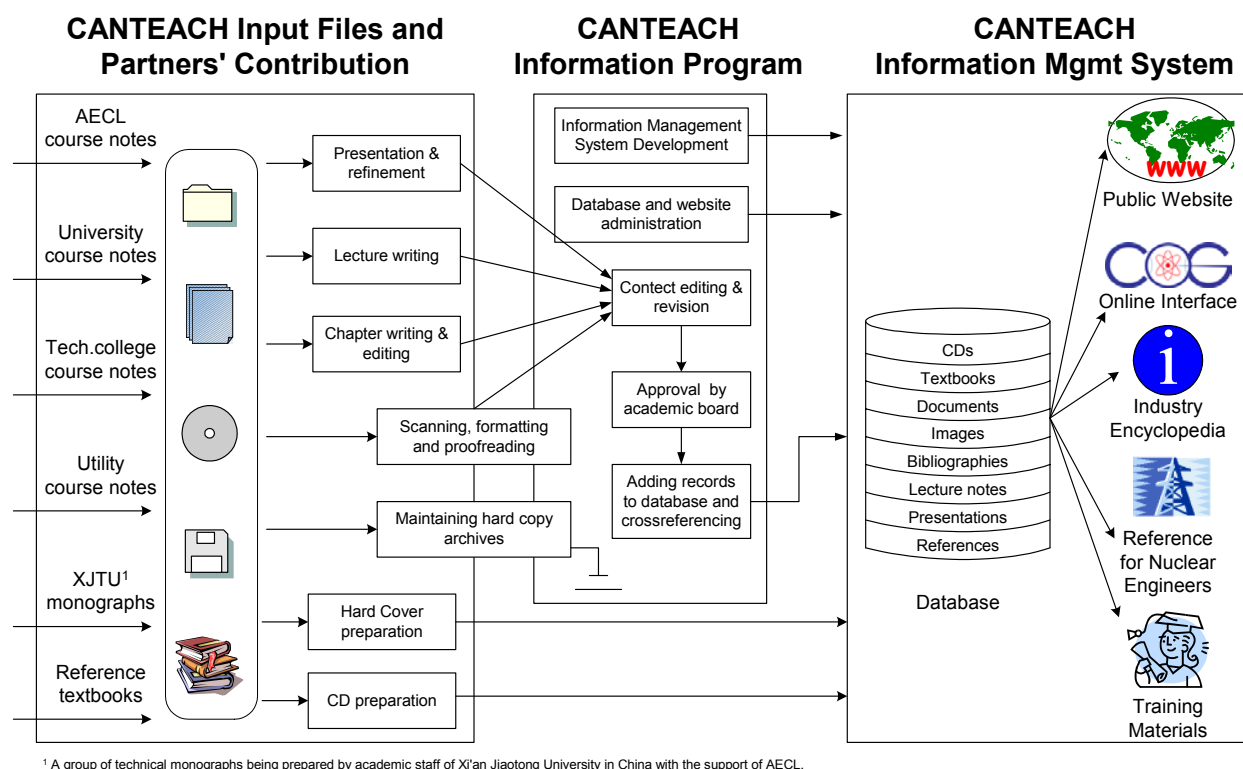 CANTEACH Input Files and
Partners' Contribution
CANTEACH
Information Program
CANTEACH
Information Mgmt System
AECL
course notes
University
course notes
Tech.college
course notes
Utility
course notes
XJTU¹
monographs
Reference
textbooks
Presentation &
refinement
Lecture writing
Chapter writing &
editing
Scanning, formatting
and proofreading
Maintaining hard copy
archives
Hard Cover
preparation
CD preparation
Information Management
System Development
Database and website
administration
Contect editing &
revision
Approval by
academic board
Adding records
to database and
crossreferencing
CDs
Textbooks
Documents
Images
Bibliographies
Lecture notes
Presentations
References
Database
WWW
Public Website
COG
Online Interface
i
Industry
Encyclopedia
Reference
for Nuclear
Engineers
Training
Materials
¹ A group of technical monographs being prepared by academic staff of Xi'an Jiaotong University in China with the support of AECL.